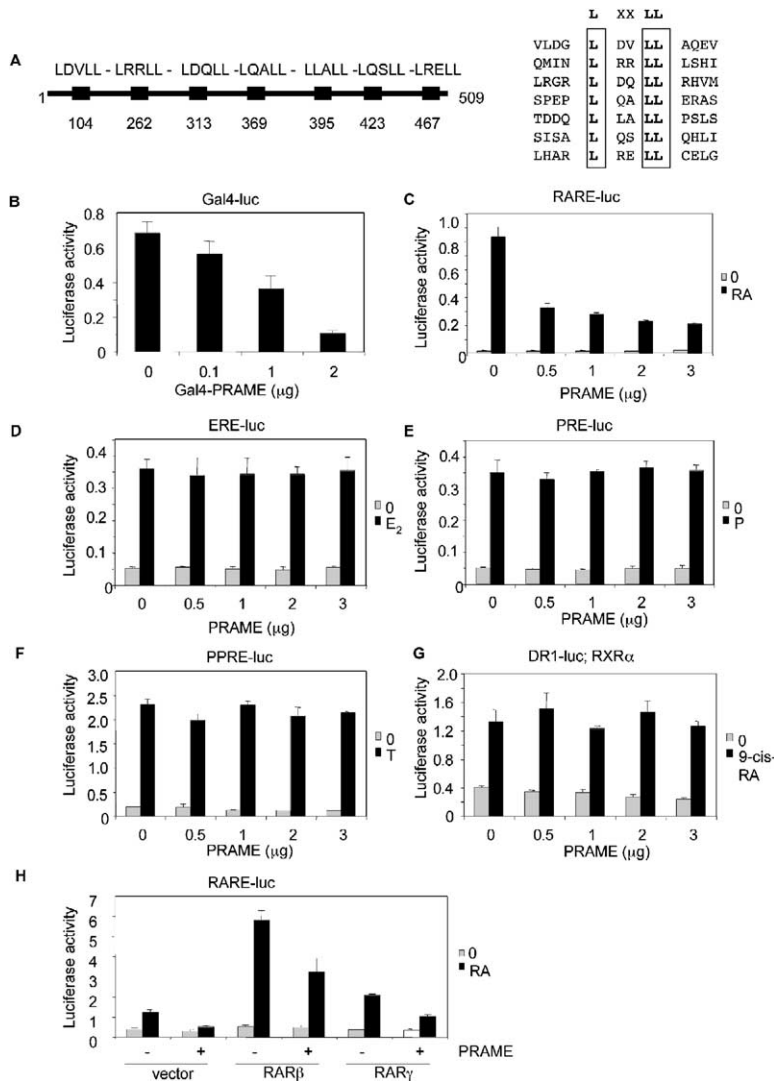 A
LDVLL - LRRLL - LDQLL -LQALL - LLALL -LQSLL -LRELL
1 509
104 262 313 369 395 423 467
L XX LL
VLDG L DV LL AQEV
QMIN L RR LL LSHI
LRGR L DQ LL RHVM
SPEP L QA LL ERAS
TDDQ L LA LL PSLS
SISA L QS LL QHLI
LHAR L RE LL CELG
B
Gal4-luc
Luciferase activity
0.8
0.6
0.4
0.2
0
0 0.1 1 2
Gal4-PRAME (µg)
C
RARE-luc
Luciferase activity
1.0
0.8
0.6
0.4
0.2
0
0 0.5 1 2 3
PRAME (µg)
0
RA
D
ERE-luc
Luciferase activity
0.4
0.3
0.2
0.1
0
0 0.5 1 2 3
PRAME (µg)
0
E2
E
PRE-luc
Luciferase activity
0.4
0.3
0.2
0.1
0
0 0.5 1 2 3
PRAME (µg)
0
P
F
PPRE-luc
Luciferase activity
3.0
2.5
2.0
1.5
1.0
0.5
0
0 0.5 1 2 3
PRAME (µg)
0
T
G
DR1-luc; RXRα
Luciferase activity
2.0
1.6
1.2
0.8
0.4
0
0 0.5 1 2 3
PRAME (µg)
0
9-cis-
RA
H
RARE-luc
Luciferase activity
7
6
5
4
3
2
1
0
- + - + - + PRAME
vector RARβ RARγ
0
RA